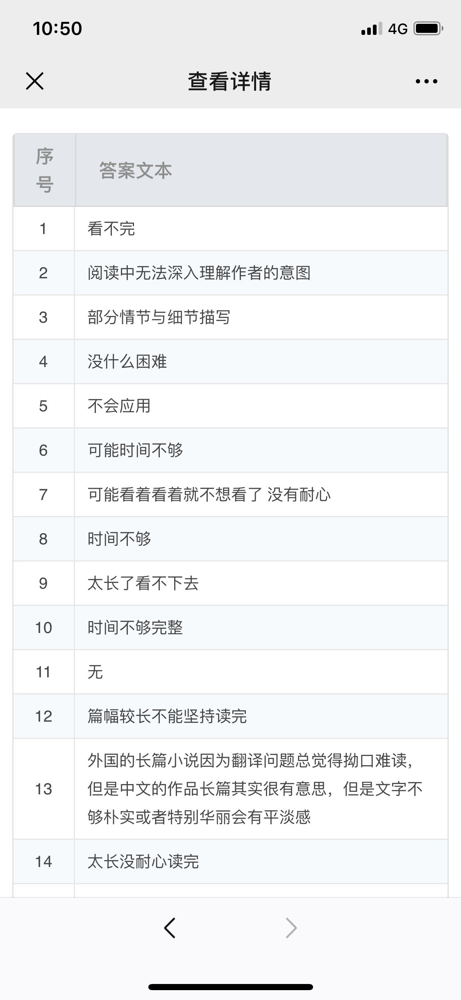 10:50 4G
查看详情
序号 答案文本
1 看不完
2 阅读中无法深入理解作者的意图
3 部分情节与细节描写
4 没什么困难
5 不会应用
6 可能时间不够
7 可能看着看着就不想看了 没有耐心
8 时间不够
9 太长了看不下去
10 时间不够完整
11 无
12 篇幅较长不能坚持读完
13 外国的长篇小说因为翻译问题总觉得拗口难读，
但是中文的作品长篇其实很有意思，但是文字不
够朴实或者特别华丽会有平淡感
14 太长没耐心读完